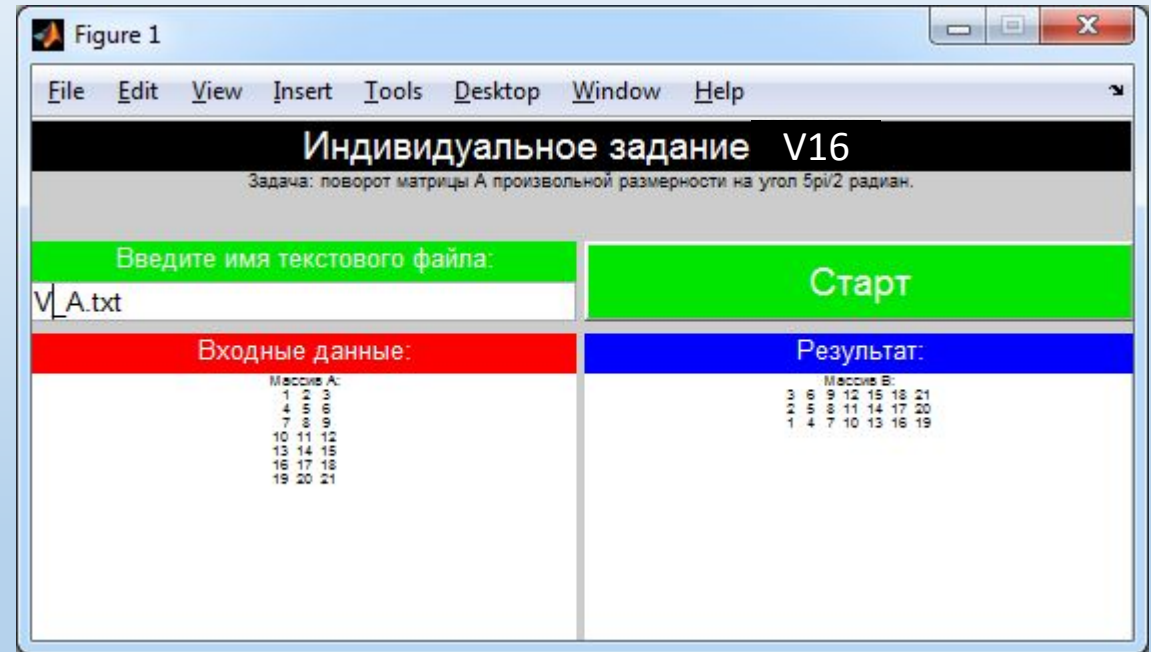 Figure 1
File Edit View Insert Tools Desktop Window Help
Индивидуальное задание V16
Задача: поворот матрицы А произвольной размерности на угол 5pi/2 радиан.
Введите имя текстового файла:
Старт
V_A.txt
Входные данные:
Массив А:
1 2 3
4 5 6
7 8 9
10 11 12
13 14 15
16 17 18
19 20 21
Результат:
Массив В:
3 6 9 12 15 18 21
2 5 8 11 14 17 20
1 4 7 10 13 16 19